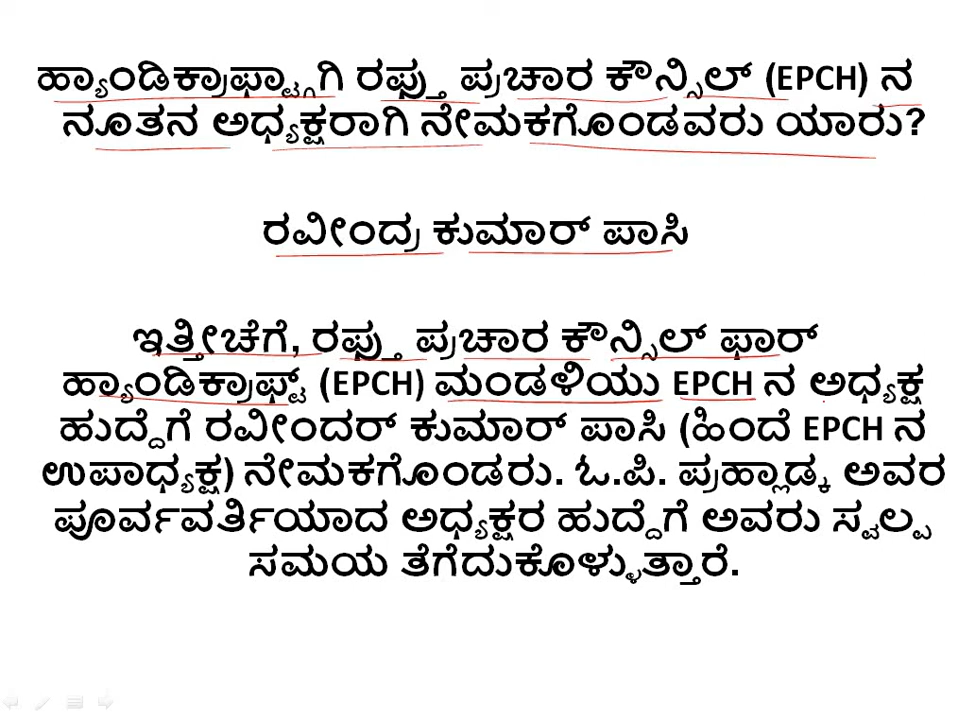 ಹ್ಯಾಂಡಿಕ್ರಾಫ್ಟ್ಗಾಗಿ ರಫ್ತು ಪ್ರಚಾರ ಕೌನ್ಸಿಲ್ (EPCH) ನ
ನೂತನ ಅಧ್ಯಕ್ಷರಾಗಿ ನೇಮಕಗೊಂಡವರು ಯಾರು?
ರವೀಂದ್ರ ಕುಮಾರ್ ಪಾಸಿ
ಇತ್ತೀಚೆಗೆ, ರಫ್ತು ಪ್ರಚಾರ ಕೌನ್ಸಿಲ್ ಫಾರ್
ಹ್ಯಾಂಡಿಕ್ರಾಫ್ಟ್ (EPCH) ಮಂಡಳಿಯು EPCH ನ ಅಧ್ಯಕ್ಷ
ಹುದ್ದೆಗೆ ರವೀಂದರ್ ಕುಮಾರ್ ಪಾಸಿ (ಹಿಂದೆ EPCH ನ
ಉಪಾಧ್ಯಕ್ಷ) ನೇಮಕಗೊಂಡರು. ಓ.ಪಿ. ಪ್ರಹ್ಲಾಡ್ಕ ಅವರ
ಪೂರ್ವವರ್ತಿಯಾದ ಅಧ್ಯಕ್ಷರ ಹುದ್ದೆಗೆ ಅವರು ಸ್ವಲ್ಪ
ಸಮಯ ತೆಗೆದುಕೊಳ್ಳುತ್ತಾರೆ.